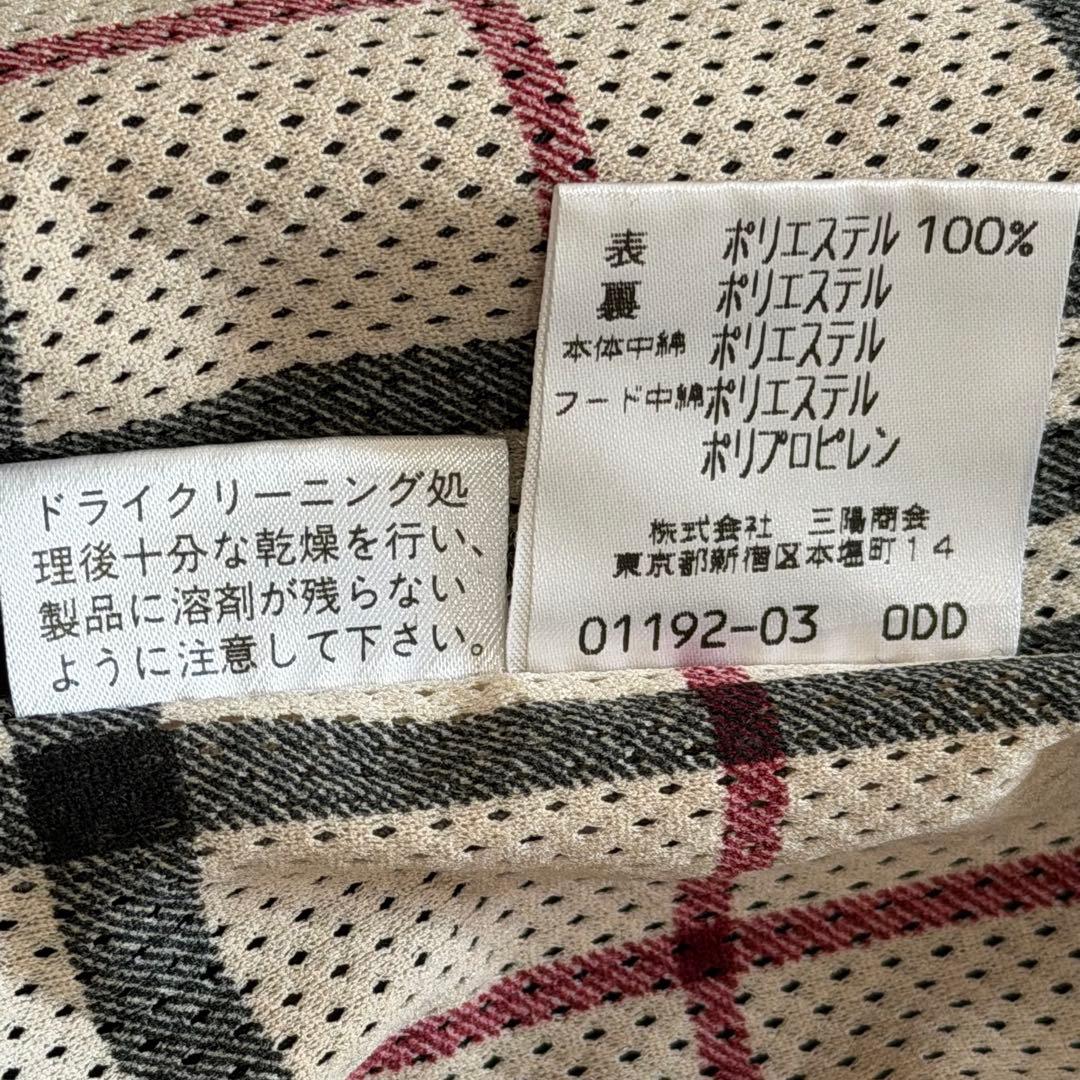 表 ポリエステル 100%
裏 ポリエステル
本体中綿 ポリエステル
フード中綿 ポリエステル
ポリプロピレン
株式会社 三陽商会
東京都新宿区本塩町14
01192-03 0DD
ドライクリーニング処
理後十分な乾燥を行い、
製品に溶剤が残らない
ように注意して下さい。